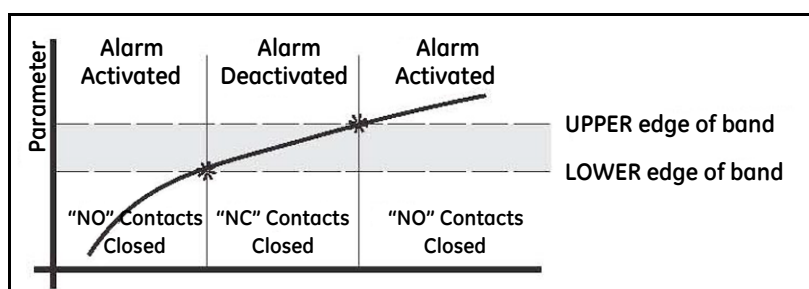 Parameter
Alarm
Activated
Alarm
Deactivated
Alarm
Activated
UPPER edge of band
LOWER edge of band
“NO” Contacts
Closed
“NC” Contacts
Closed
“NO” Contacts
Closed